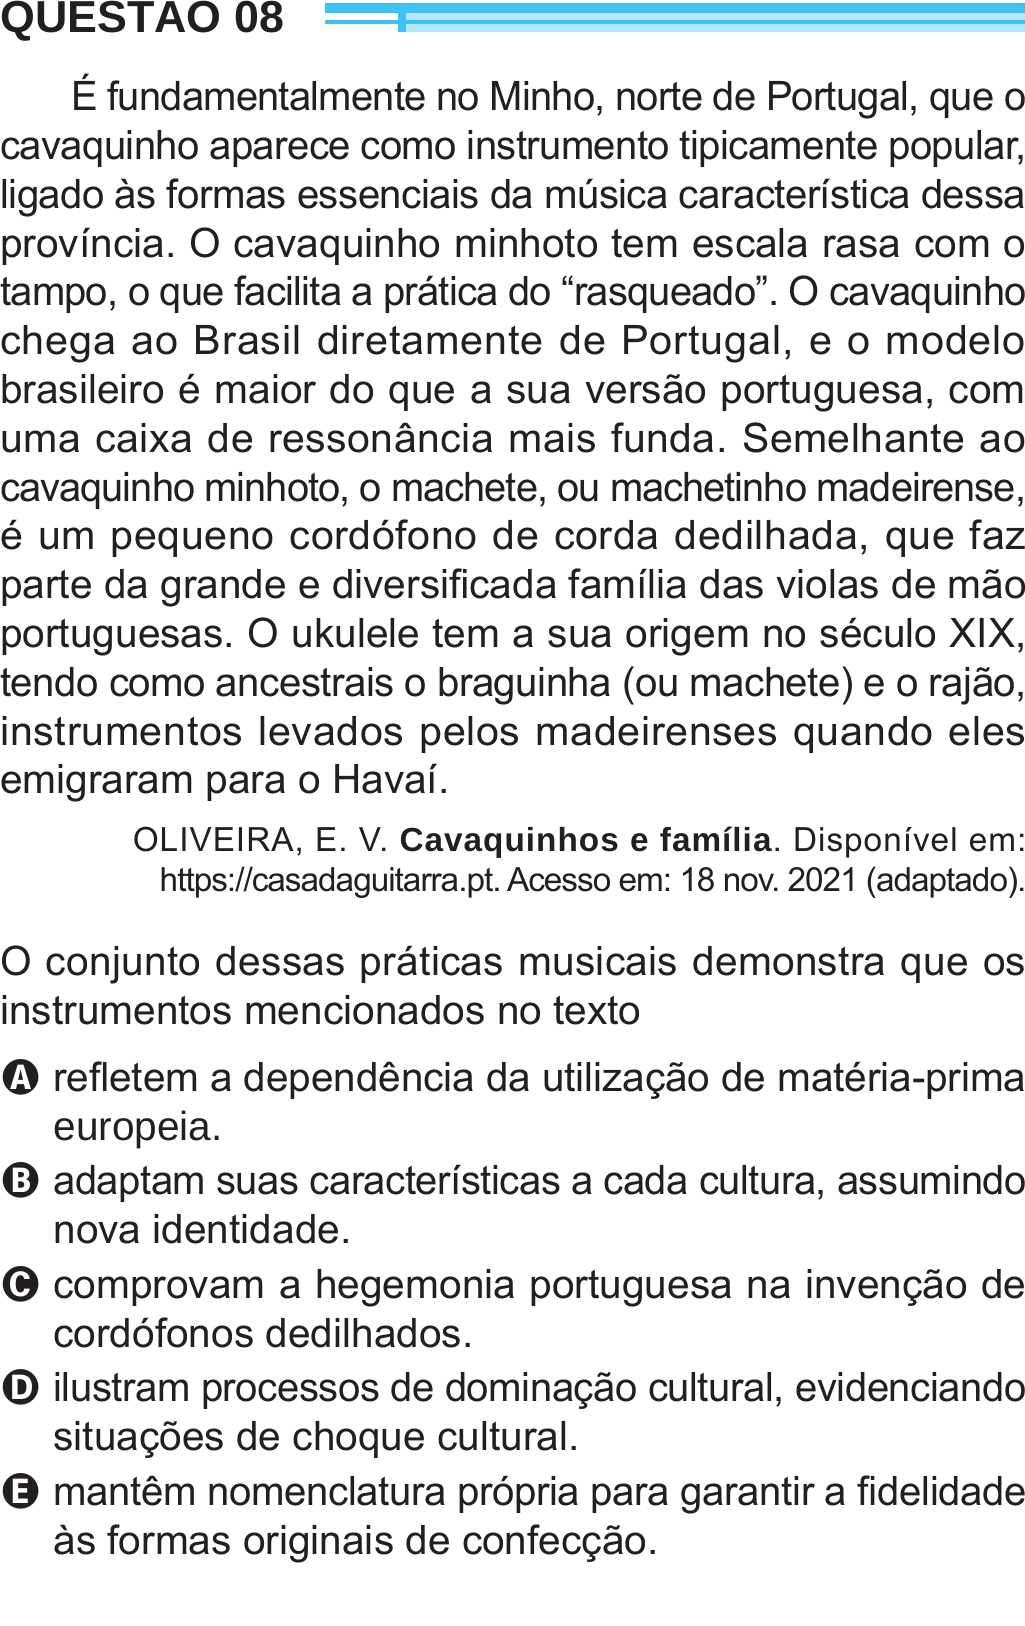 QUESTÃO 08
É fundamentalmente no Minho, norte de Portugal, que o
cavaquinho aparece como instrumento tipicamente popular,
ligado às formas essenciais da música característica dessa
província. O cavaquinho minhoto tem escala rasa com o
tampo, o que facilita a prática do “rasqueado”. O cavaquinho
chega ao Brasil diretamente de Portugal, e o modelo
brasileiro é maior do que a sua versão portuguesa, com
uma caixa de ressonância mais funda. Semelhante ao
cavaquinho minhoto, o machete, ou machetinho madeirense,
é um pequeno cordófono de corda dedilhada, que faz
parte da grande e diversificada família das violas de mão
portuguesas. O ukulele tem a sua origem no século XIX,
tendo como ancestrais o braguinha (ou machete) e o rajão,
instrumentos levados pelos madeirenses quando eles
emigraram para o Havaí.
OLIVEIRA, E. V. Cavaquinhos e família. Disponível em:
https://casadaguitarra.pt. Acesso em: 18 nov. 2021 (adaptado).
O conjunto dessas práticas musicais demonstra que os
instrumentos mencionados no texto
A refletem a dependência da utilização de matéria-prima
europeia.
B adaptam suas características a cada cultura, assumindo
nova identidade.
C comprovam a hegemonia portuguesa na invenção de
cordófonos dedilhados.
D ilustram processos de dominação cultural, evidenciando
situações de choque cultural.
E mantêm nomenclatura própria para garantir a fidelidade
às formas originais de confecção.